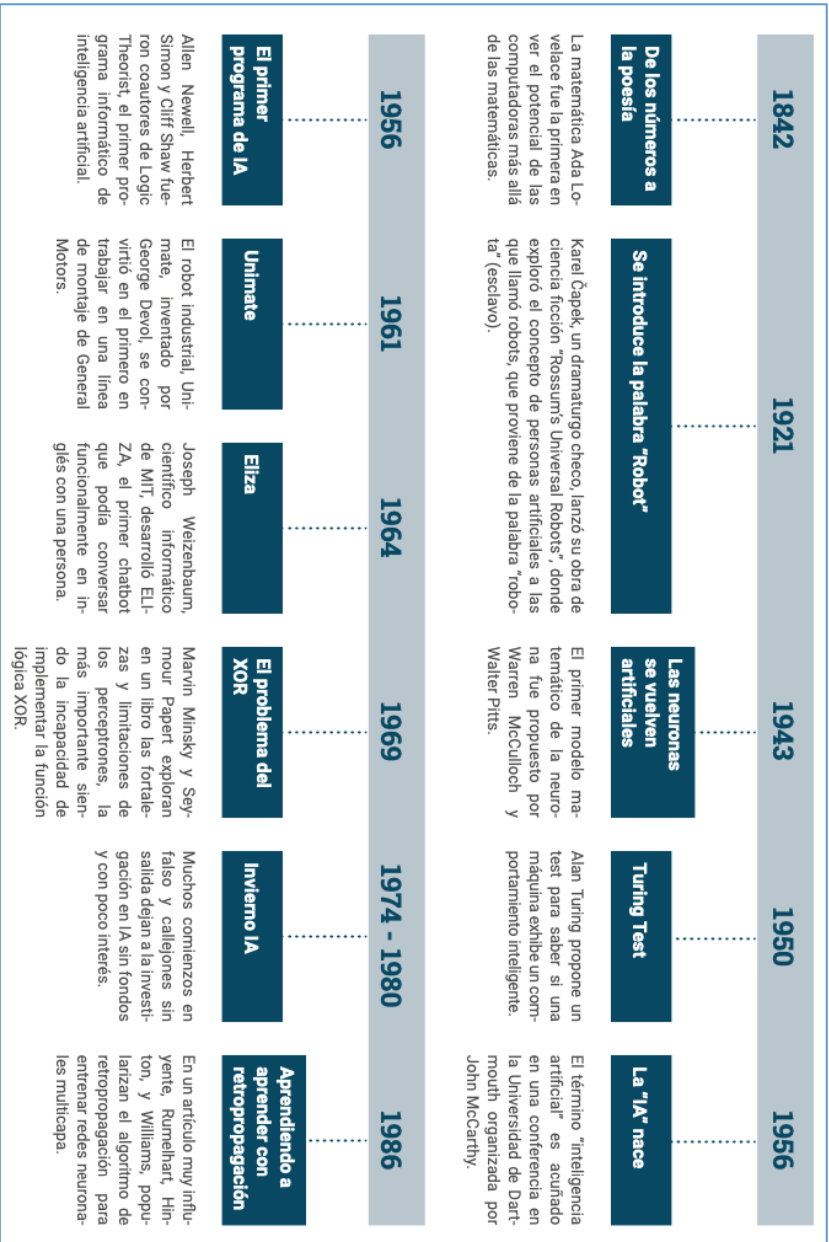 1842
De los números a
la poesía
La matemática Ada Lo-
velace fue la primera en
ver el potencial de las
computadoras más allá
de las matemáticas.
1921
Se introduce la palabra "Robot"
Karel Čapek, un dramaturgo checo, lanzó su obra de
ciencia ficción "Rossum's Universal Robots", donde
exploró el concepto de personas artificiales a las
que llamó robots, que proviene de la palabra "robo-
ta" (esclavo).
1943
Las neuronas
se vuelven
artificiales
El primer modelo ma-
temático de la neuro-
na fue propuesto por
Warren McCulloch y
Walter Pitts.
1950
Turing Test
Alan Turing propone un
test para saber si una
máquina exhibe un com-
portamiento inteligente.
1956
La "IA" nace
El término "inteligencia
artificial" es acuñado
en una conferencia en
la Universidad de Dart-
mouth organizada por
John McCarthy.
1956
El primer
programa de IA
Allen Newell, Herbert
Simon y Cliff Shaw fue-
ron coautores de Logic
Theorist, el primer pro-
grama informático de
inteligencia artificial.
1961
Unimate
El robot industrial, Uni-
mate, inventado por
George Devol, se con-
virtió en el primero en
trabajar en una línea
de montaje de General
Motors.
1964
Eliza
Joseph Weizenbaum,
científico informático
de MIT, desarrolló ELI-
ZA, el primer chatbot
que podía conversar
funcionalmente en in-
glés con una persona.
1969
El problema del
XOR
Marvin Minsky y Sey-
mour Papert exploran
en un libro las fortale-
zas y limitaciones de
los perceptrones, la
más importante sien-
do la incapacidad de
implementar la función
lógica XOR.
1974 - 1980
Invierno IA
Muchos comienzos en
falso y callejones sin
salida dejan a la investi-
gación en IA sin fondos
y con poco interés.
1986
Aprendiendo a
aprender con
retropropagación
En un artículo muy influ-
yente, Rumelhart, Hin-
ton, y Williams, popu-
larizan el algoritmo de
retropropagación para
entrenar redes neurona-
les multicapa.